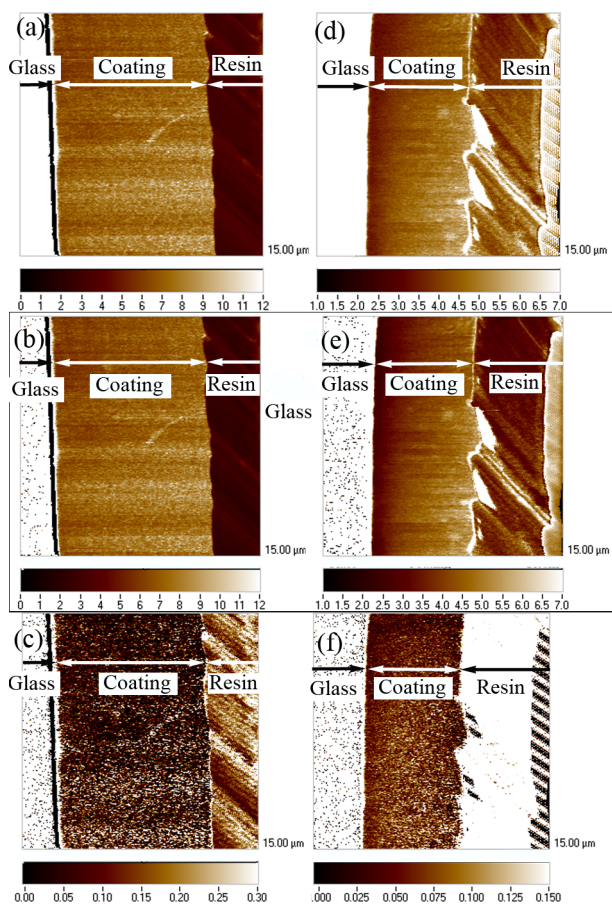 (a)
Glass Coating Resin
15.00 µm
0 1 2 3 4 5 6 7 8 9 10 11 12
(d)
Glass Coating Resin
15.00 µm
1.0 1.5 2.0 2.5 3.0 3.5 4.0 4.5 5.0 5.5 6.0 6.5 7.0
(b)
Glass Coating Resin
15.00 µm
0 1 2 3 4 5 6 7 8 9 10 11 12
Glass
(e)
Glass Coating Resin
15.00 µm
1.0 1.5 2.0 2.5 3.0 3.5 4.0 4.5 5.0 5.5 6.0 6.5 7.0
(c)
Glass Coating Resin
15.00 µm
0.00 0.05 0.10 0.15 0.20 0.25 0.30
(f)
Glass Coating Resin
15.00 µm
.000 0.025 0.050 0.075 0.100 0.125 0.150